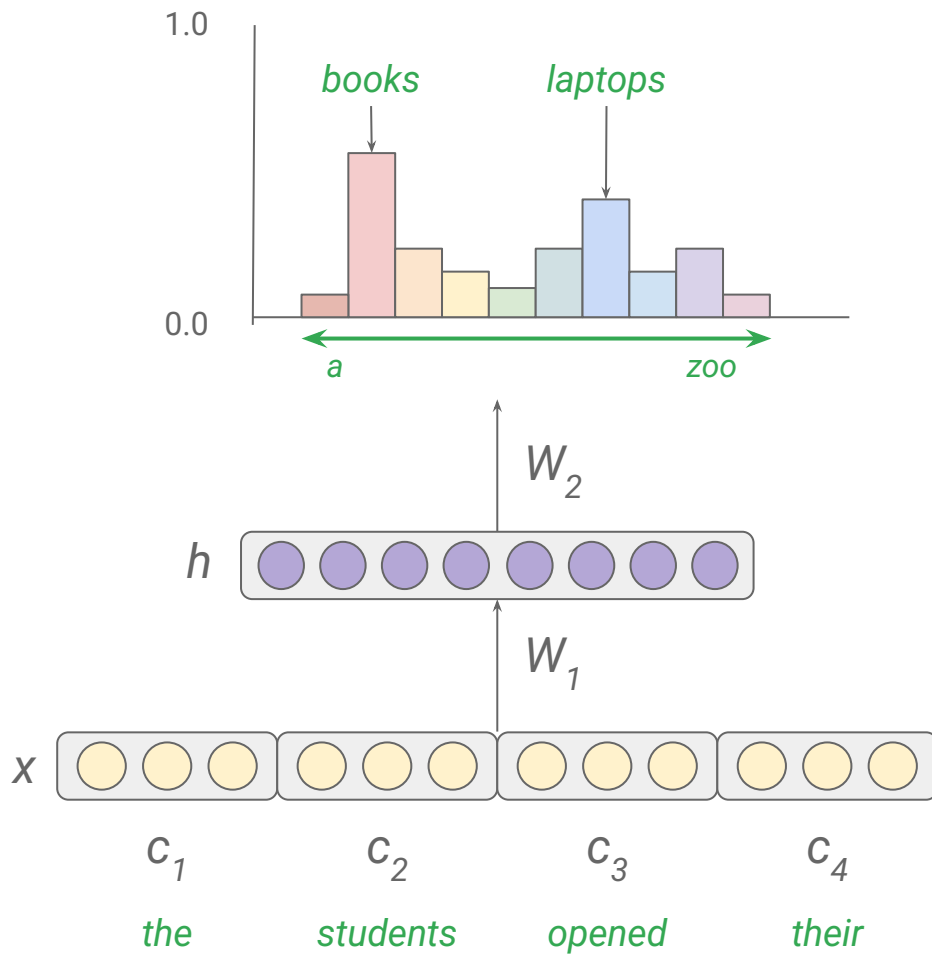 1.0
books laptops
0.0
a zoo
W2
h
W1
x
c1 c2 c3 c4
the students opened their